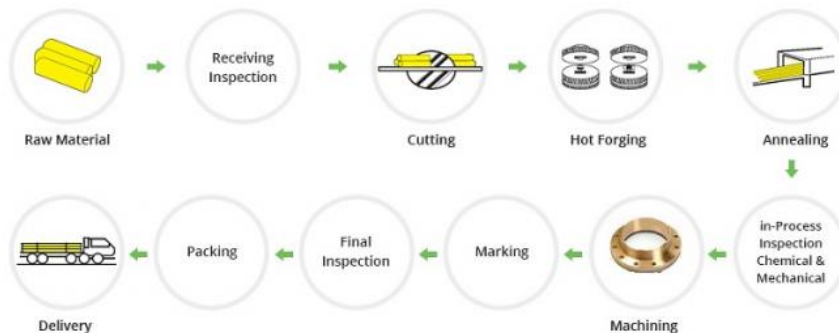 Receiving
Inspection
Raw Material
Cutting
Hot Forging
Annealing
in-Process
Inspection
Chemical &
Mechanical
Machining
Marking
Final
Inspection
Packing
Delivery